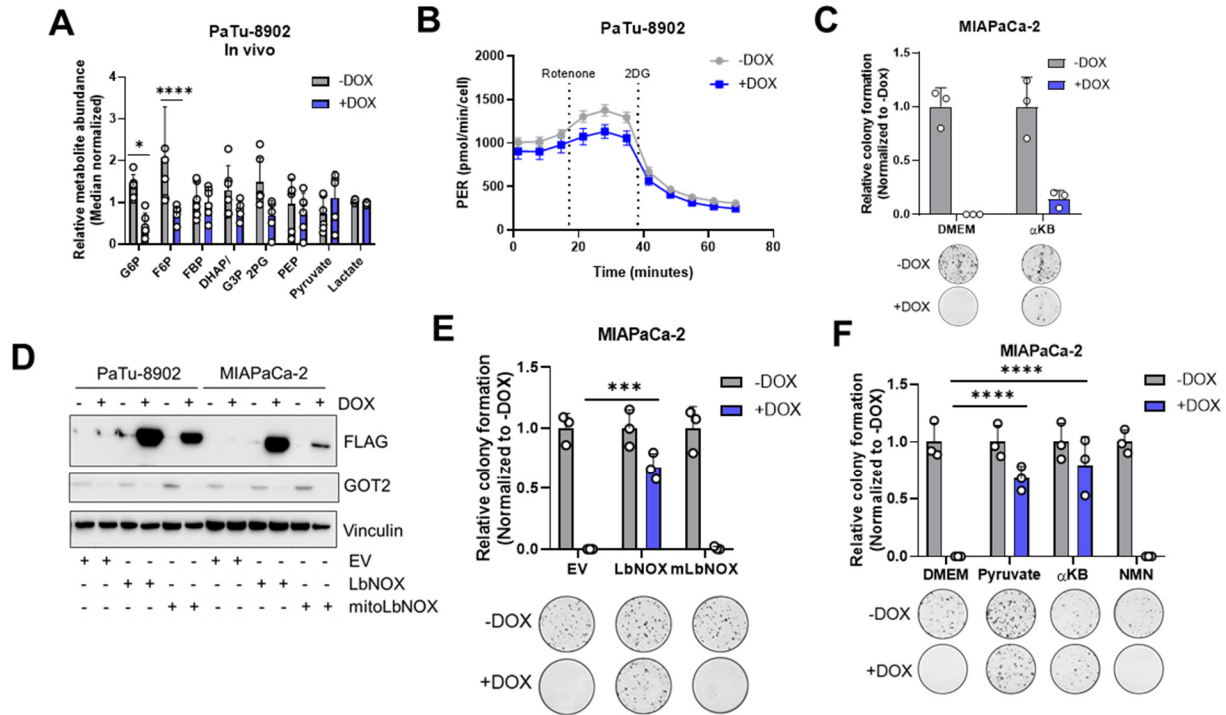 A
PaTu-8902
In vivo
Relative metabolite abundance
(Median normalized)
4
3
2
1
0
*
****
-DOX
+DOX
G6P
F6P
FBP
DHAP/
G3P
2PG
PEP
Pyruvate
Lactate
B
PaTu-8902
PER (pmol/min/cell)
2000
1500
1000
500
0
Rotenone
2DG
-DOX
+DOX
0 20 40 60 80
Time (minutes)
C
MIAPaCa-2
Relative colony formation
(Normalized to -Dox)
1.5
1.0
0.5
0.0
-DOX
+DOX
DMEM αKB
-DOX
+DOX
D
PaTu-8902 MIAPaCa-2
- + - + - + - + - + - + DOX
FLAG
GOT2
Vinculin
+ + - - - - + + - - - - EV
- - + + - - - - + + - - LbNOX
- - - - + + - - - - + + mitoLbNOX
E
MIAPaCa-2
Relative colony formation
(Normalized to -DOX)
1.5
1.0
0.5
0.0
***
-DOX
+DOX
EV LbNOX mLbNOX
-DOX
+DOX
F
MIAPaCa-2
Relative colony formation
(Normalized to -DOX)
1.5
1.0
0.5
0.0
****
****
-DOX
+DOX
DMEM Pyruvate αKB NMN
-DOX
+DOX